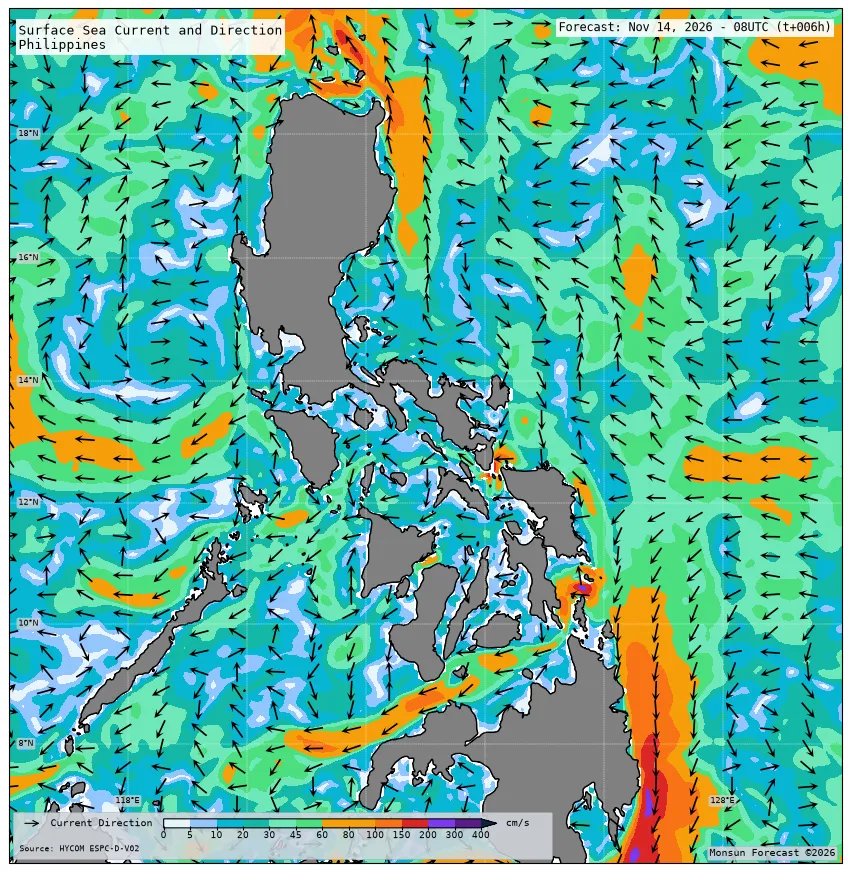 Surface Sea Current and Direction
Philippines
Forecast: Nov 14, 2026 - 08UTC (t+006h)
18°N
16°N
14°N
12°N
10°N
8°N
118°E
128°E
Current Direction
0 5 10 20 30 45 60 80 100 150 200 300 400 cm/s
Source: HYCOM ESPC-D-V02
Monsun Forecast ©2026